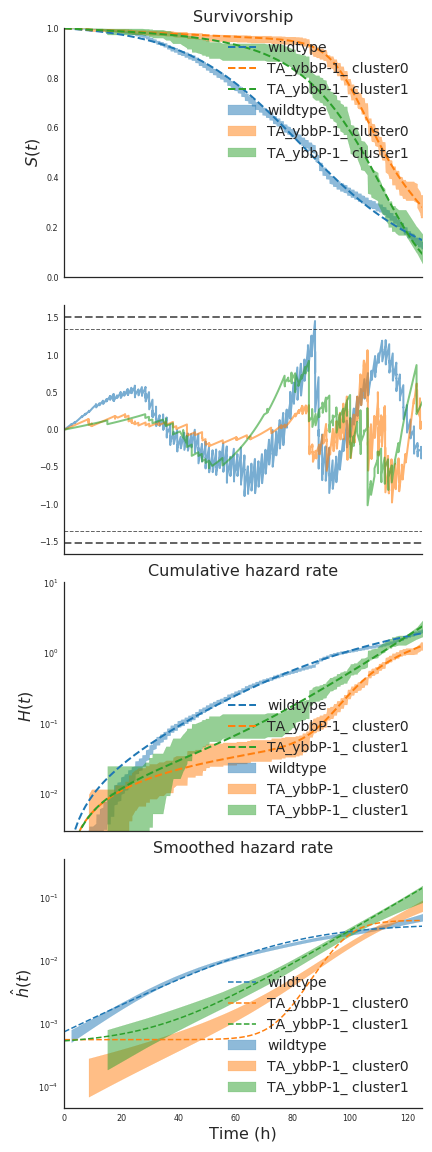 Survivorship
1.0
0.8
0.6
0.4
0.2
0.0
S(t)
wildtype
TA_ybbP-1_ cluster0
TA_ybbP-1_ cluster1
wildtype
TA_ybbP-1_ cluster0
TA_ybbP-1_ cluster1
1.5
1.0
0.5
0.0
−0.5
−1.0
−1.5
Cumulative hazard rate
10¹
10⁰
10⁻¹
10⁻²
H(t)
wildtype
TA_ybbP-1_ cluster0
TA_ybbP-1_ cluster1
wildtype
TA_ybbP-1_ cluster0
TA_ybbP-1_ cluster1
Smoothed hazard rate
10⁻¹
10⁻²
10⁻³
10⁻⁴
ĥ(t)
wildtype
TA_ybbP-1_ cluster0
TA_ybbP-1_ cluster1
wildtype
TA_ybbP-1_ cluster0
TA_ybbP-1_ cluster1
0 20 40 60 80 100 120
Time (h)